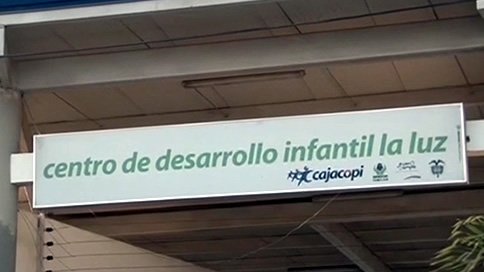 centro de desarrollo infantil la luz
cajacopi